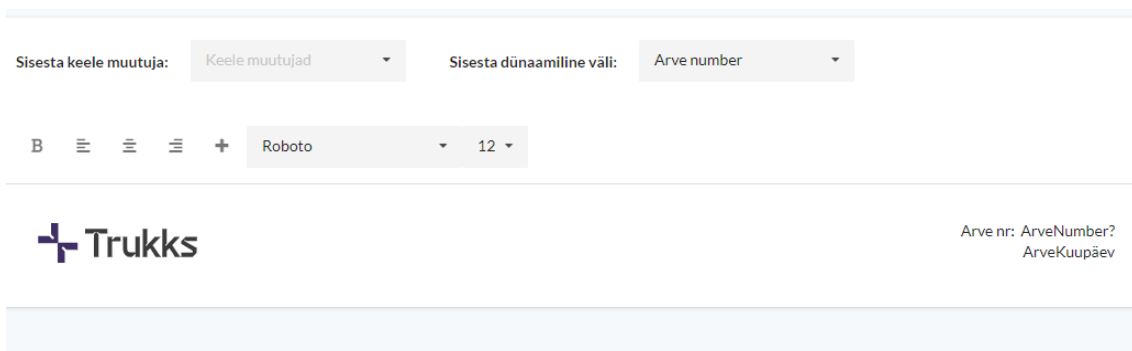 Sisesta keele muutuja: Keele muutujad Sisesta dünaamiline väli: Arve number
B Roboto 12
Trukks
Arve nr: ArveNumber?
ArveKuupäev